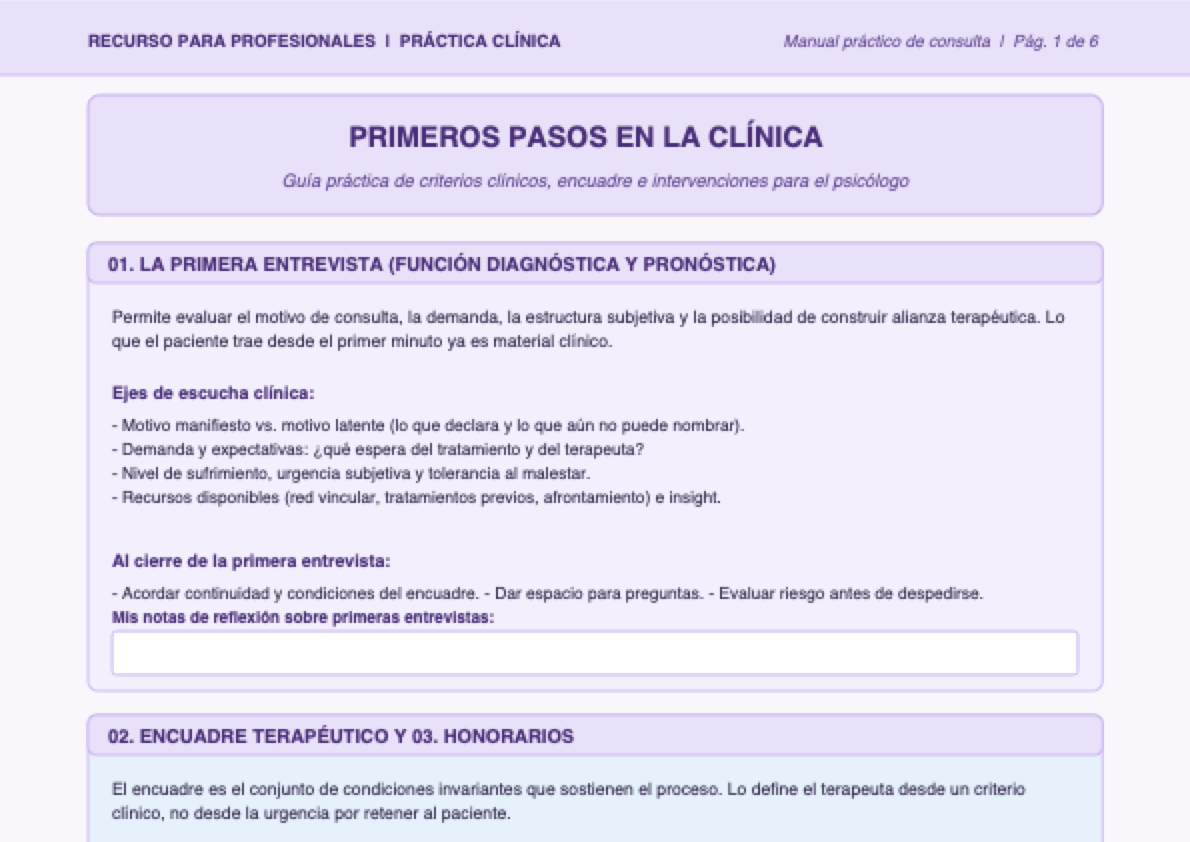 RECURSO PARA PROFESIONALES | PRÁCTICA CLÍNICA
Manual práctico de consulta | Pág. 1 de 6
PRIMEROS PASOS EN LA CLÍNICA
Guía práctica de criterios clínicos, encuadre e intervenciones para el psicólogo
01. LA PRIMERA ENTREVISTA (FUNCIÓN DIAGNÓSTICA Y PRONÓSTICA)
Permite evaluar el motivo de consulta, la demanda, la estructura subjetiva y la posibilidad de construir alianza terapéutica. Lo
que el paciente trae desde el primer minuto ya es material clínico.
Ejes de escucha clínica:
- Motivo manifiesto vs. motivo latente (lo que declara y lo que aún no puede nombrar).
- Demanda y expectativas: ¿qué espera del tratamiento y del terapeuta?
- Nivel de sufrimiento, urgencia subjetiva y tolerancia al malestar.
- Recursos disponibles (red vincular, tratamientos previos, afrontamiento) e insight.
Al cierre de la primera entrevista:
- Acordar continuidad y condiciones del encuadre. - Dar espacio para preguntas. - Evaluar riesgo antes de despedirse.
Mis notas de reflexión sobre primeras entrevistas:
02. ENCUADRE TERAPÉUTICO Y 03. HONORARIOS
El encuadre es el conjunto de condiciones invariantes que sostienen el proceso. Lo define el terapeuta desde un criterio
clínico, no desde la urgencia por retener al paciente.